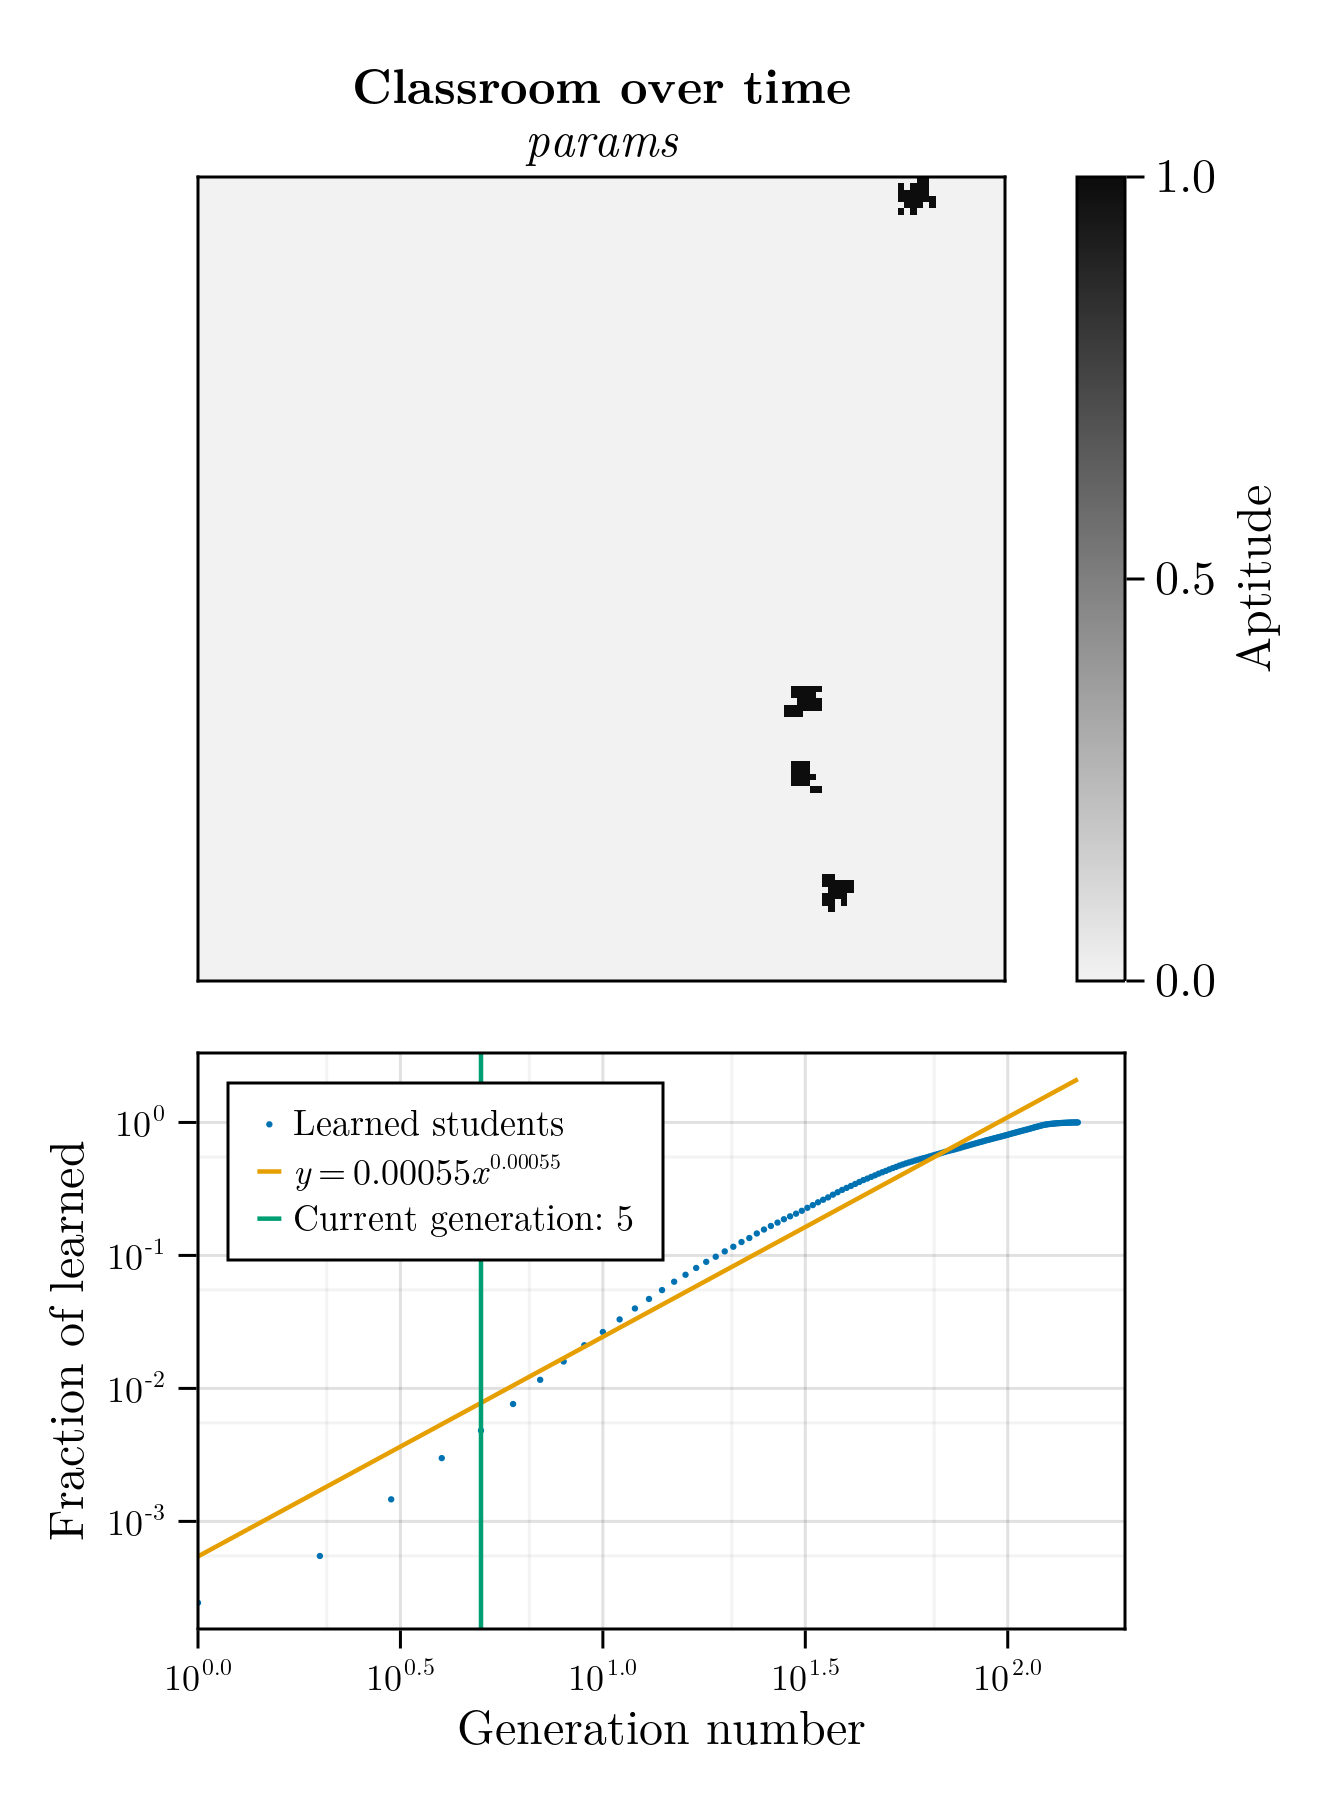 Classroom over time
params
1.0
0.5
0.0
Aptitude
Learned students
y = 0.00055x^0.00055
Current generation: 5
10^0
10^-1
10^-2
10^-3
Fraction of learned
10^0.0 10^0.5 10^1.0 10^1.5 10^2.0
Generation number